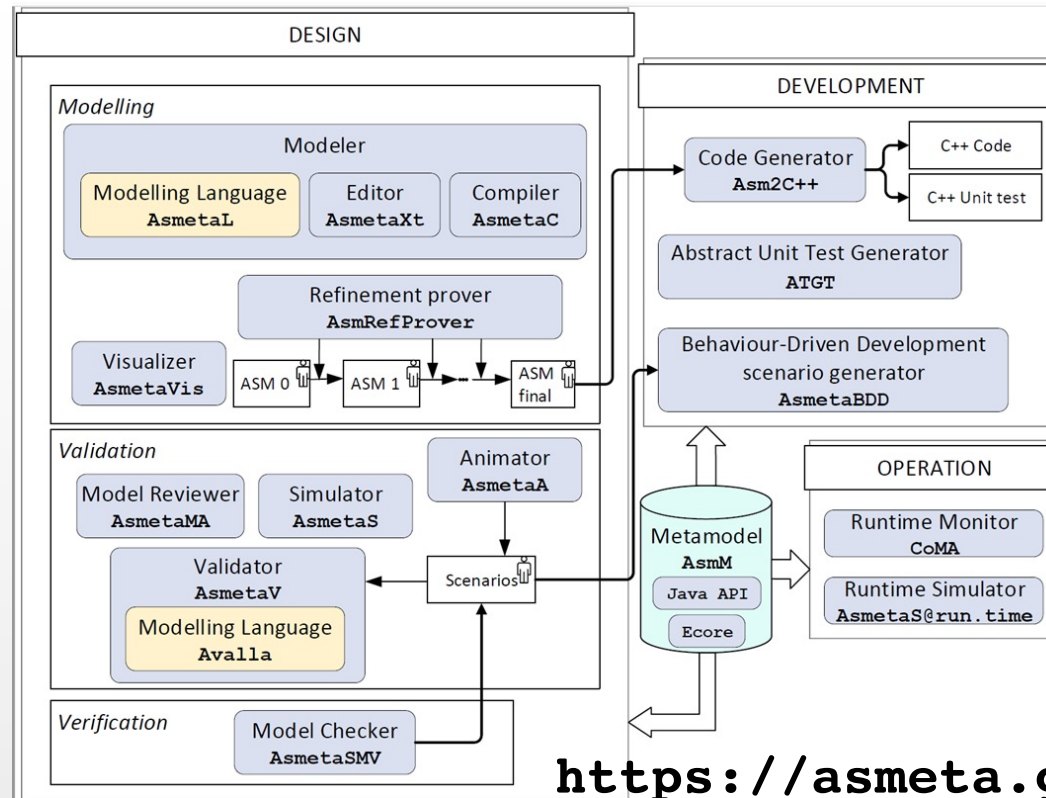 DESIGN
Modelling
Modeler
Modelling Language
AsmetaL
Editor
AsmetaXt
Compiler
AsmetaC
Refinement prover
AsmRefProver
Visualizer
AsmetaVis
ASM 0
ASM 1
ASM
final
Validation
Model Reviewer
AsmetaMA
Simulator
AsmetaS
Animator
AsmetaA
Validator
AsmetaV
Modelling Language
Avalla
Scenarios
Verification
Model Checker
AsmetaSMV
DEVELOPMENT
Code Generator
Asm2C++
C++ Code
C++ Unit test
Abstract Unit Test Generator
ATGT
Behaviour-Driven Development
scenario generator
AsmetaBDD
Metamodel
AsmM
Java API
Ecore
OPERATION
Runtime Monitor
CoMA
Runtime Simulator
AsmetaS@run.time
https://asmeta.g